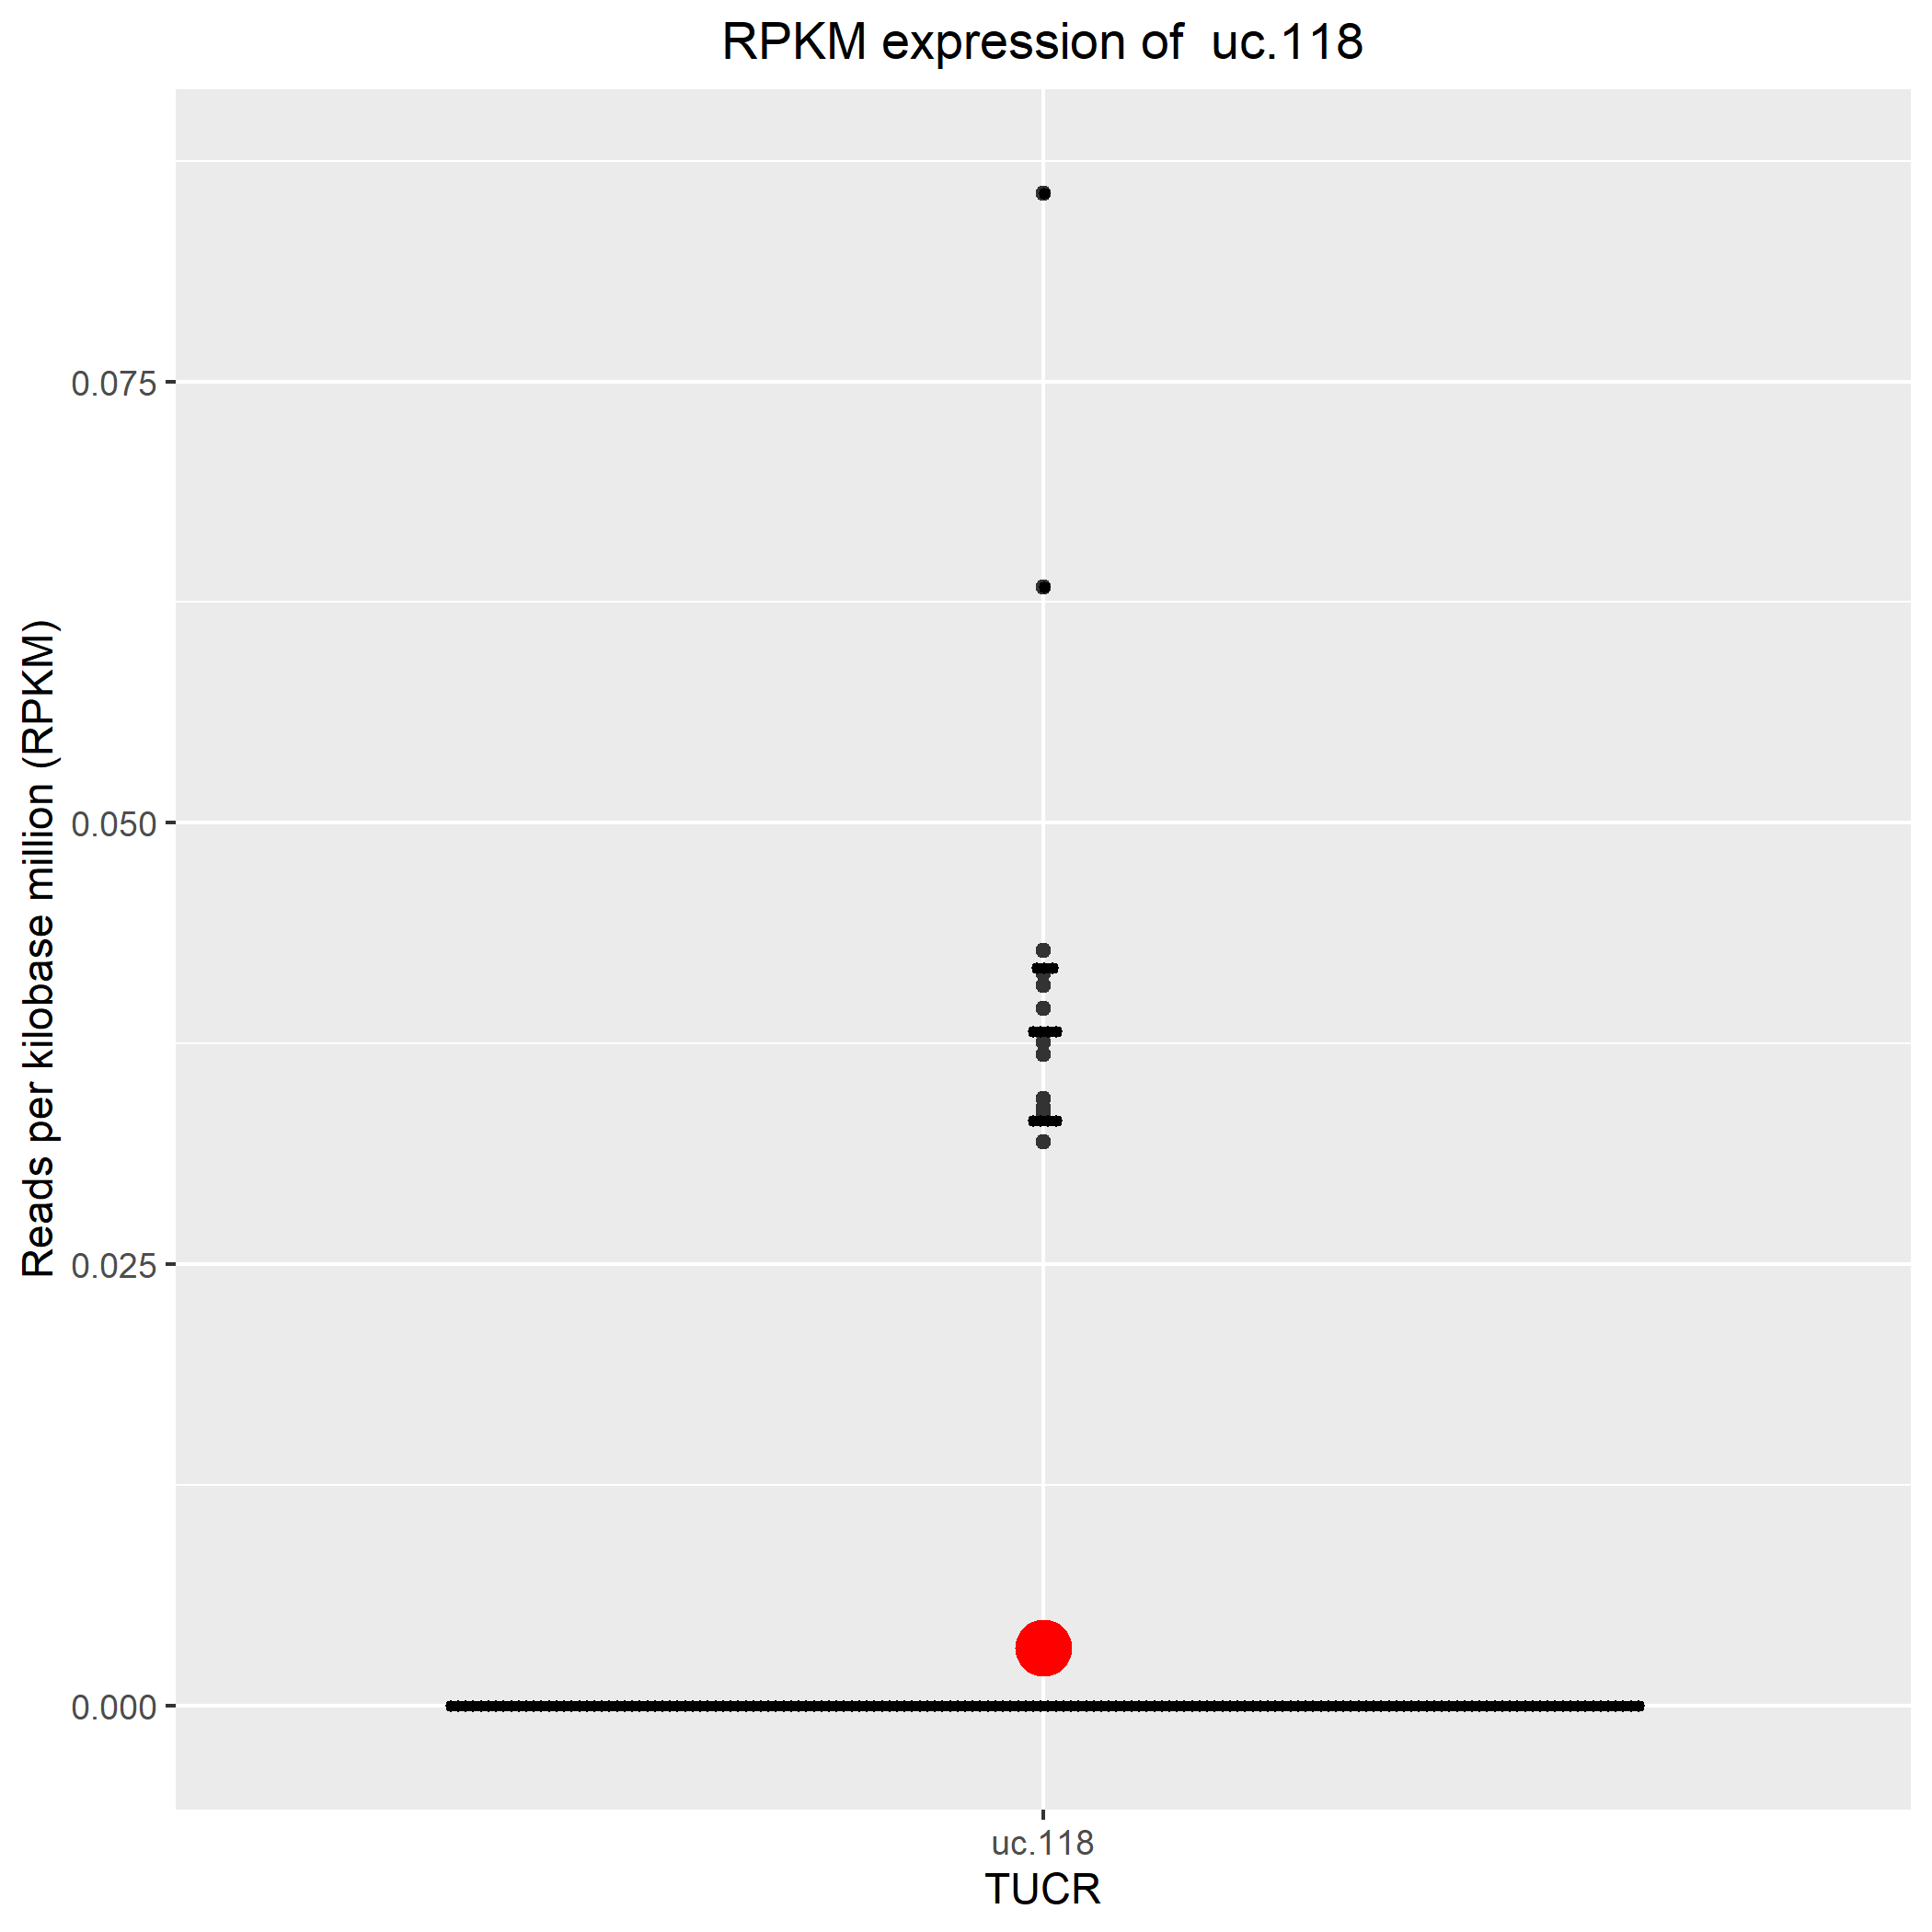 RPKM expression of  uc.118
Reads per kilobase million (RPKM)
0.075
0.050
0.025
0.000
uc.118
TUCR